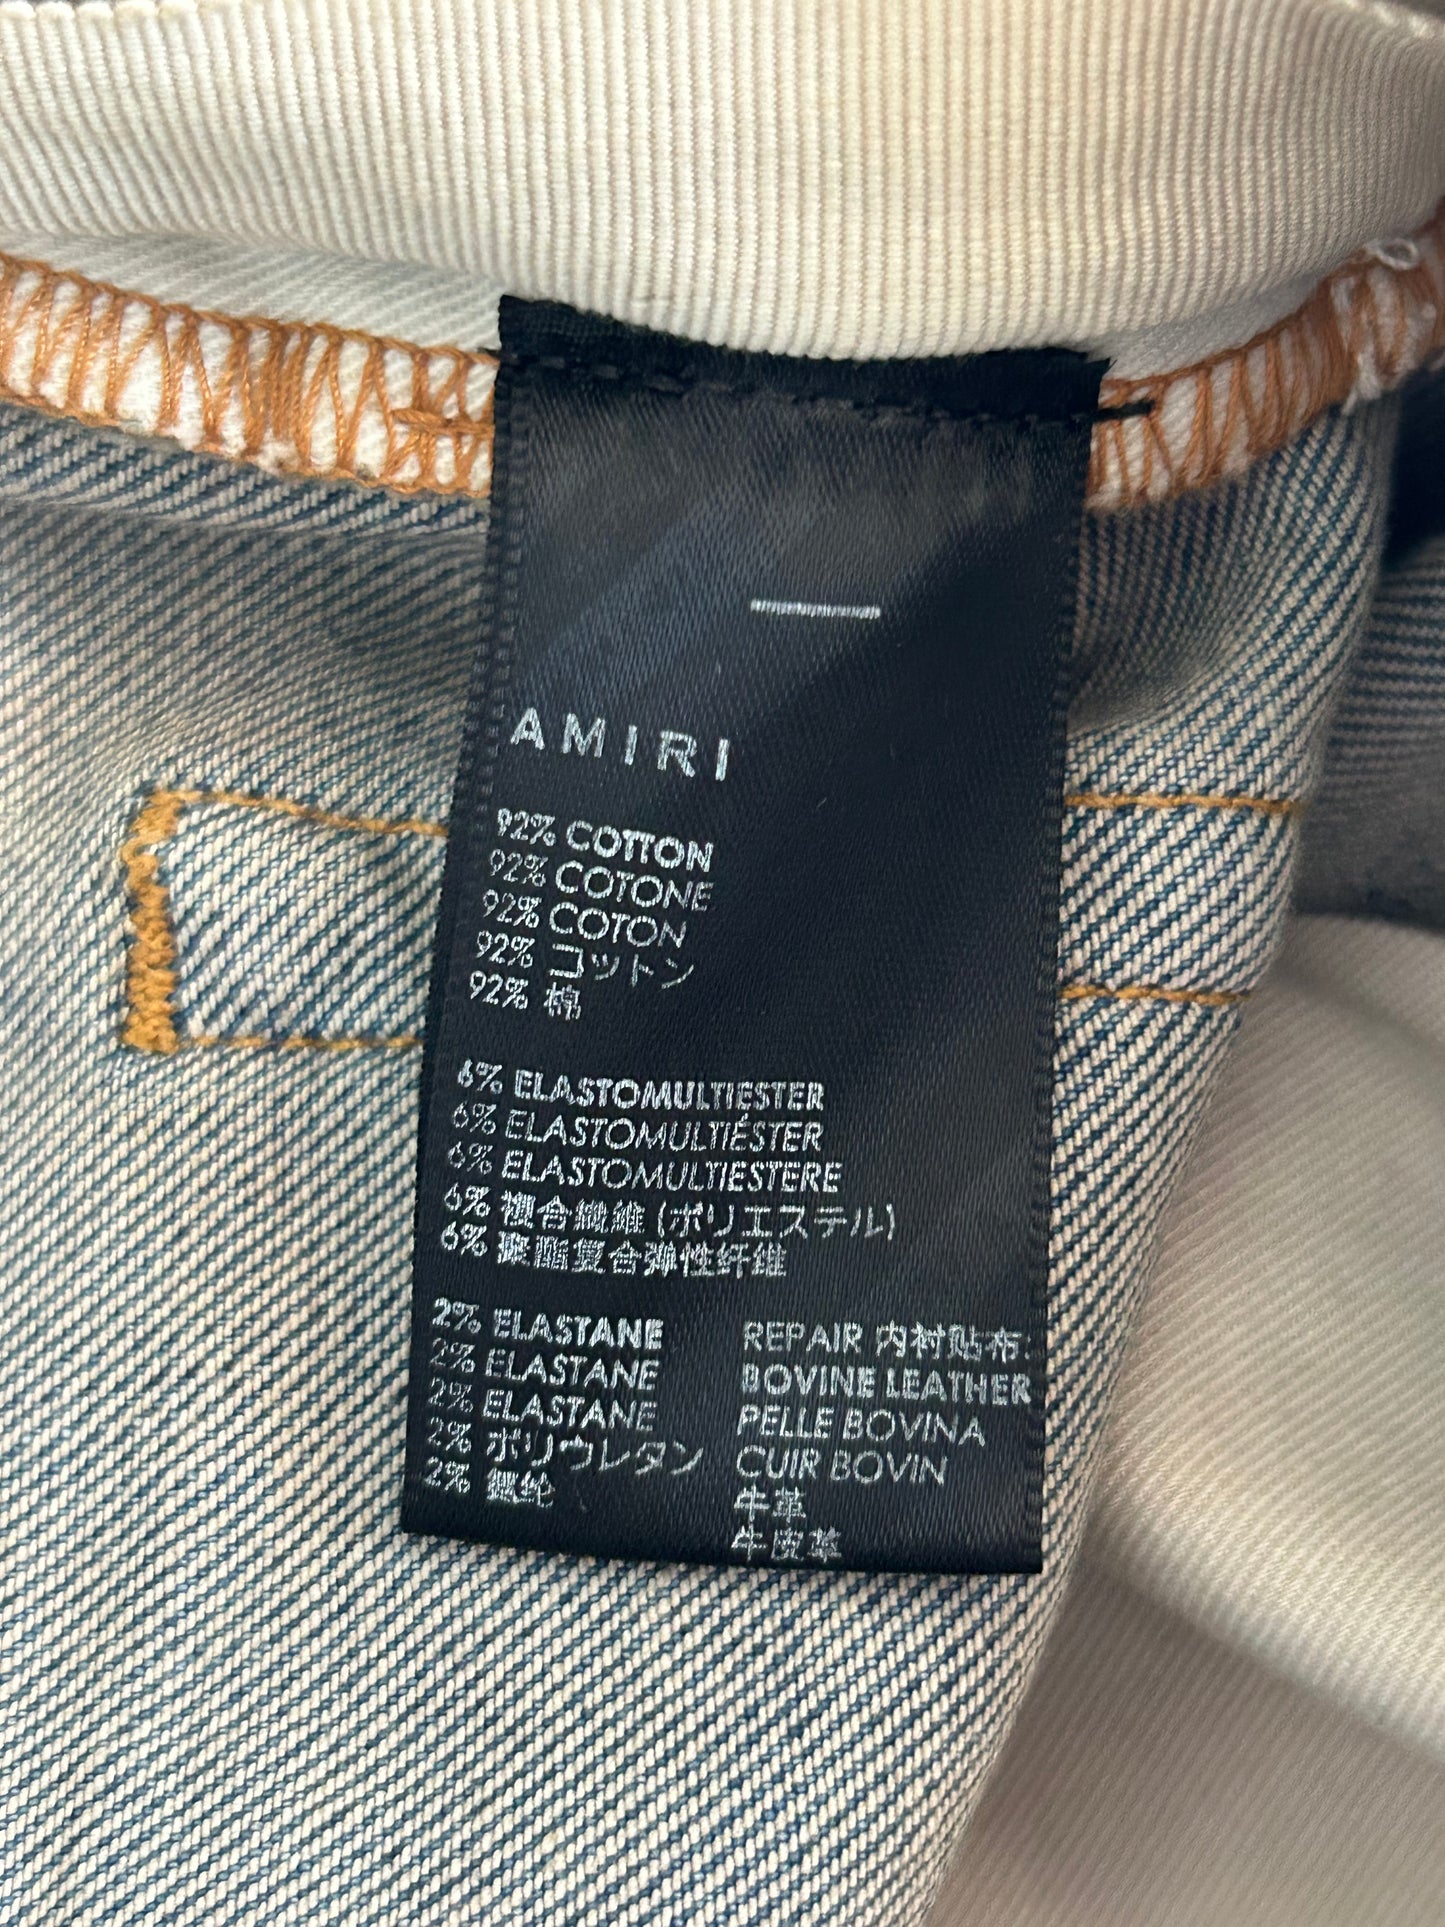 AMIRI
92% COTTON
92% COTONE
92% COTON
92% コットン
92% 棉
6% ELASTOMULTIESTER
6% ELASTOMULTIÉSTER
6% ELASTOMULTIESTERE
6% 複合繊維 (ポリエステル)
6% 聚酯复合弹性纤维
2% ELASTANE
2% ELASTANE
2% ELASTANE
2% ポリウレタン
2% 氨纶
REPAIR 内衬贴布:
BOVINE LEATHER
PELLE BOVINA
CUIR BOVIN
牛革
牛皮革